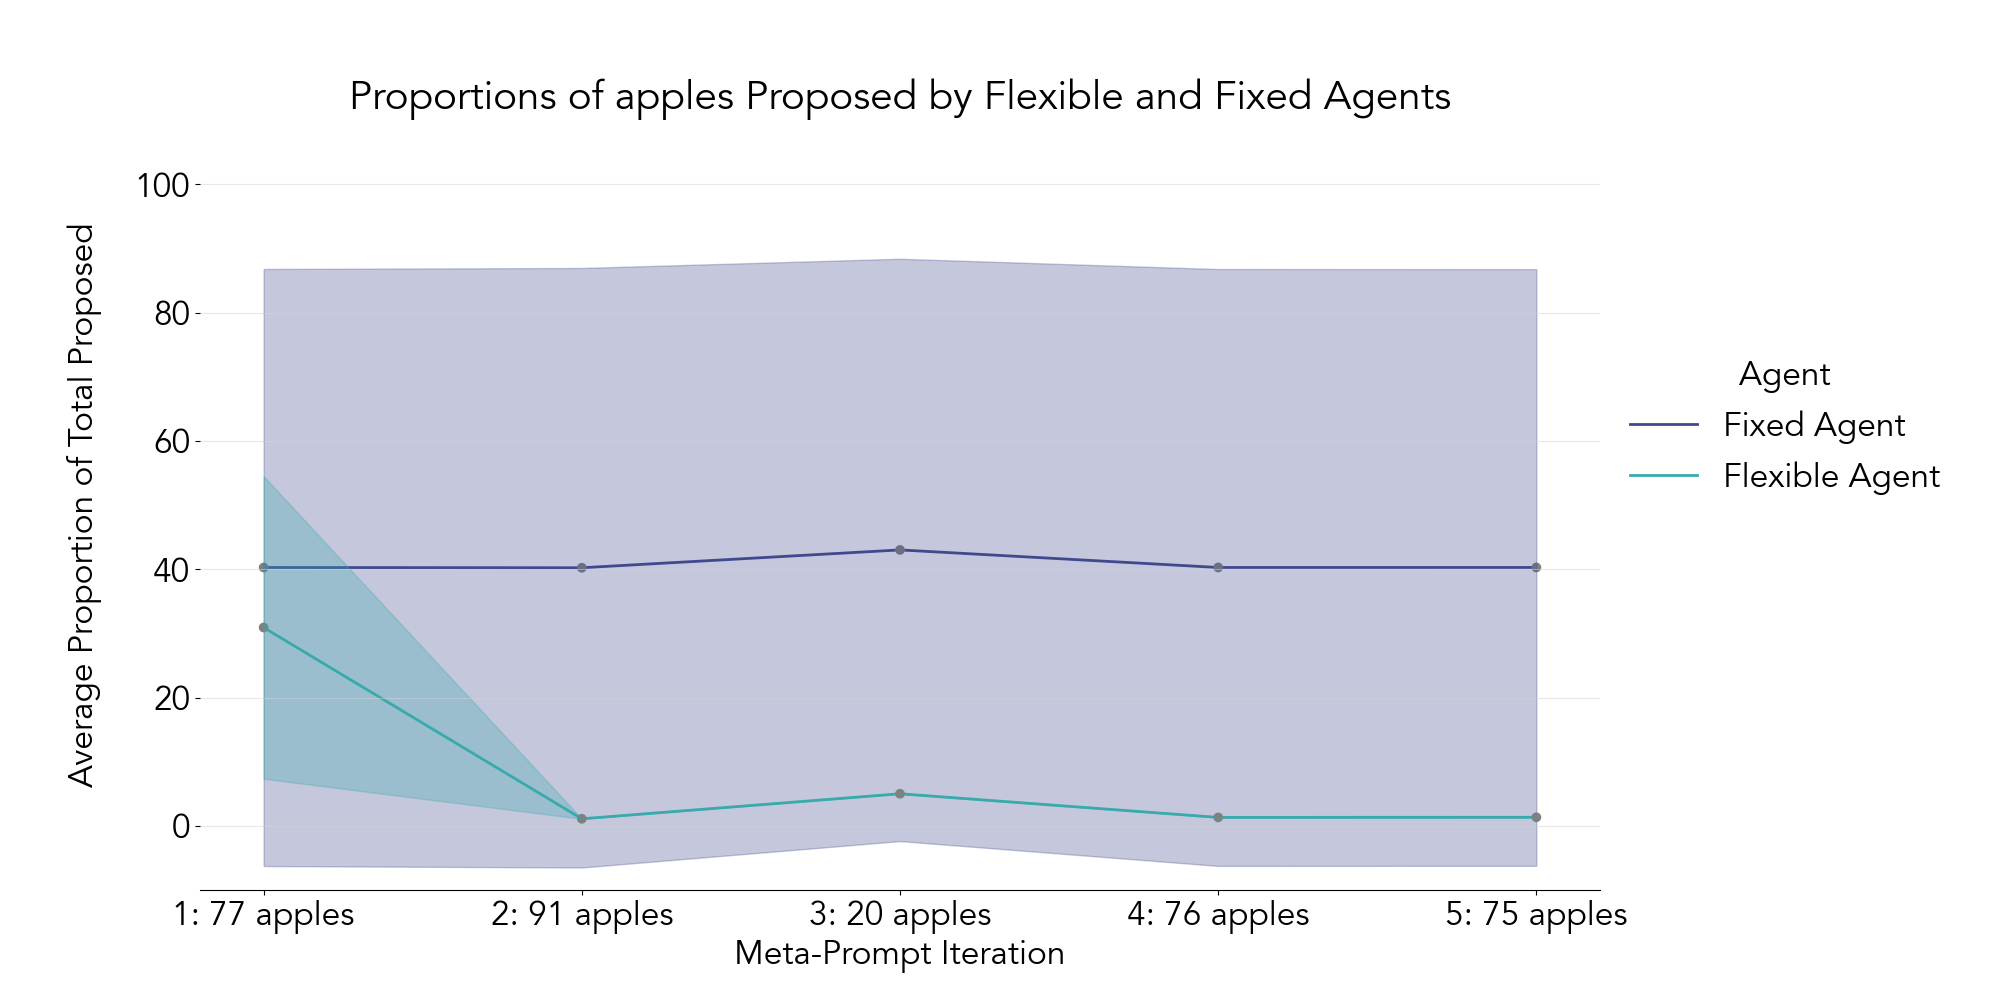 Proportions of apples Proposed by Flexible and Fixed Agents
Average Proportion of Total Proposed
100
80
60
40
20
0
1: 77 apples
2: 91 apples
3: 20 apples
4: 76 apples
5: 75 apples
Meta-Prompt Iteration
Agent
Fixed Agent
Flexible Agent